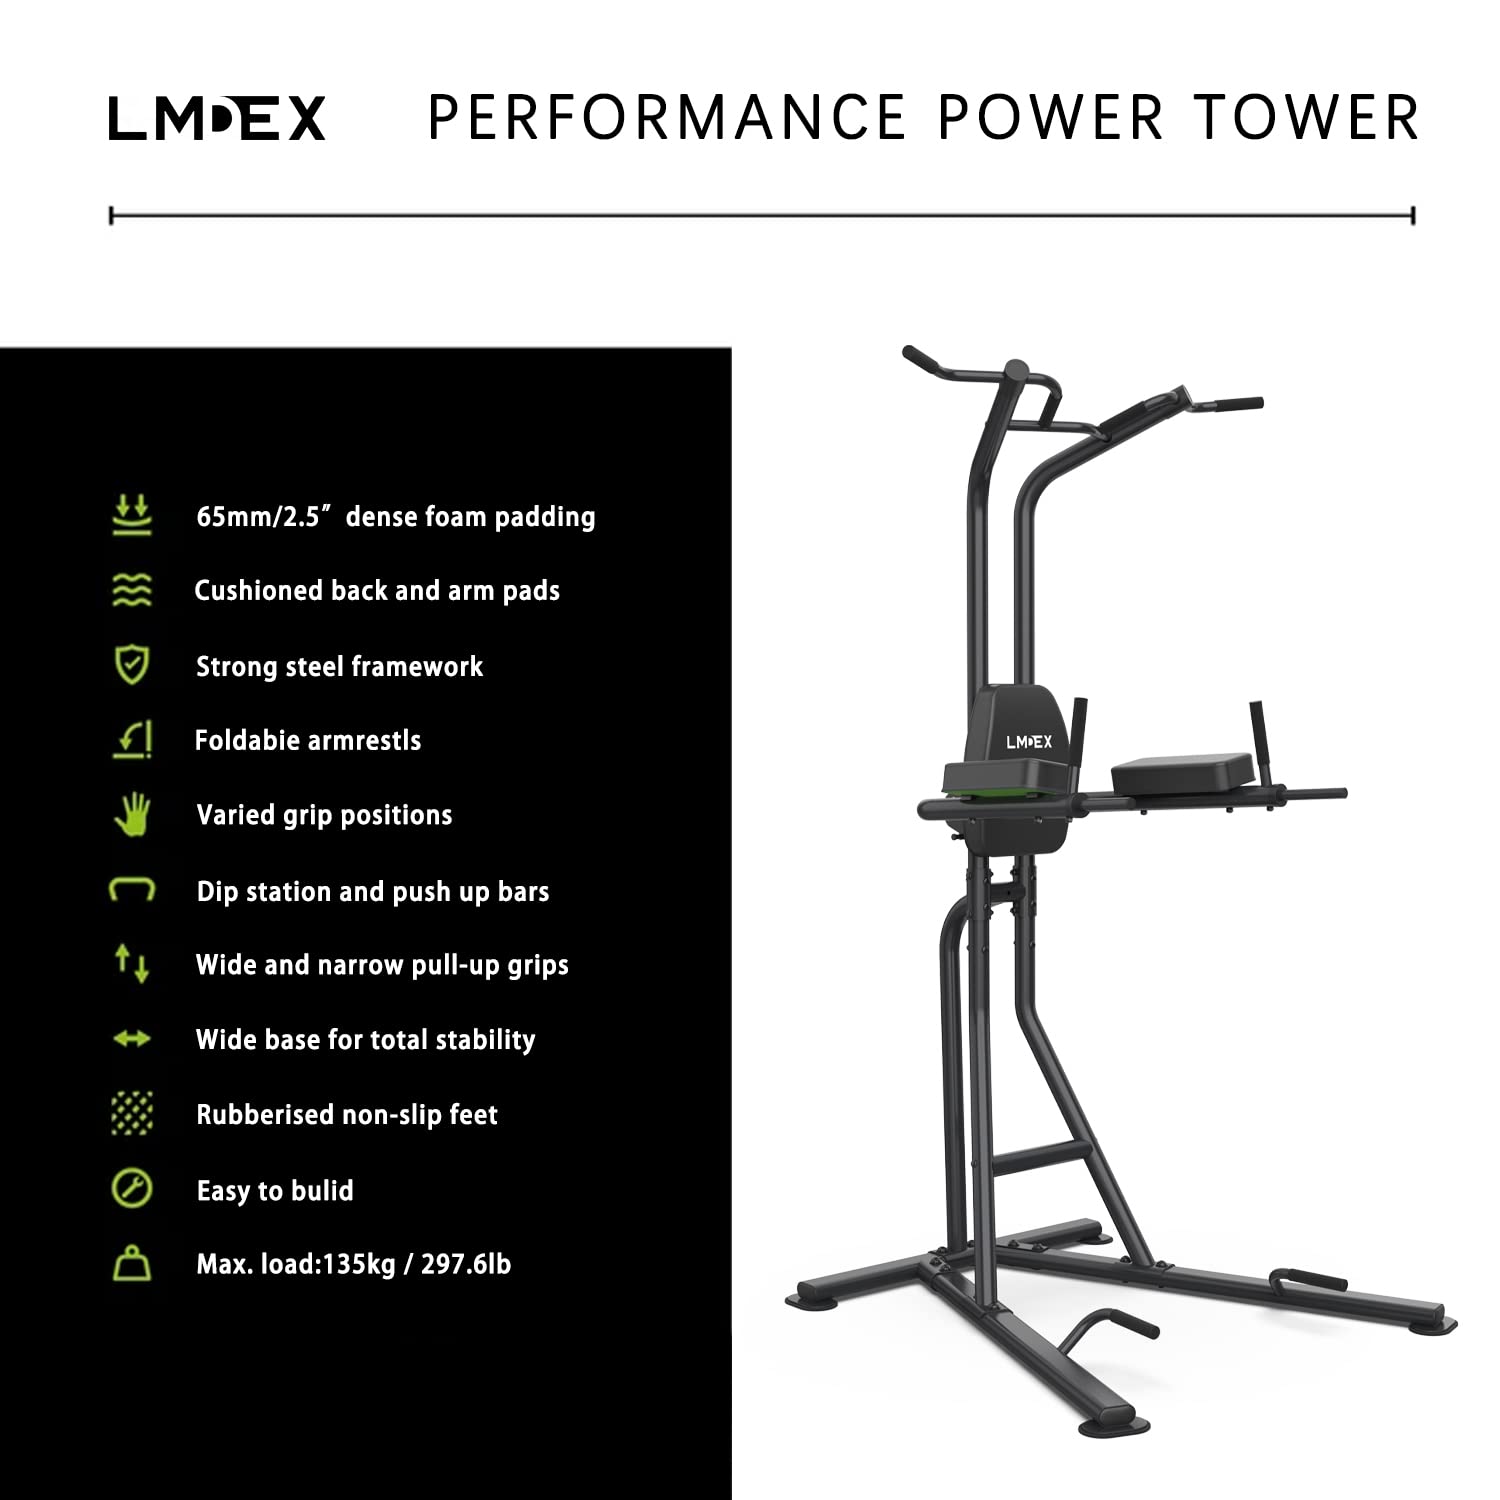 LMDEX PERFORMANCE POWER TOWER
65mm/2.5″ dense foam padding
Cushioned back and arm pads
Strong steel framework
Foldabie armrestls
Varied grip positions
Dip station and push up bars
Wide and narrow pull-up grips
Wide base for total stability
Rubberised non-slip feet
Easy to bulid
Max. load:135kg / 297.6lb
LMDEX